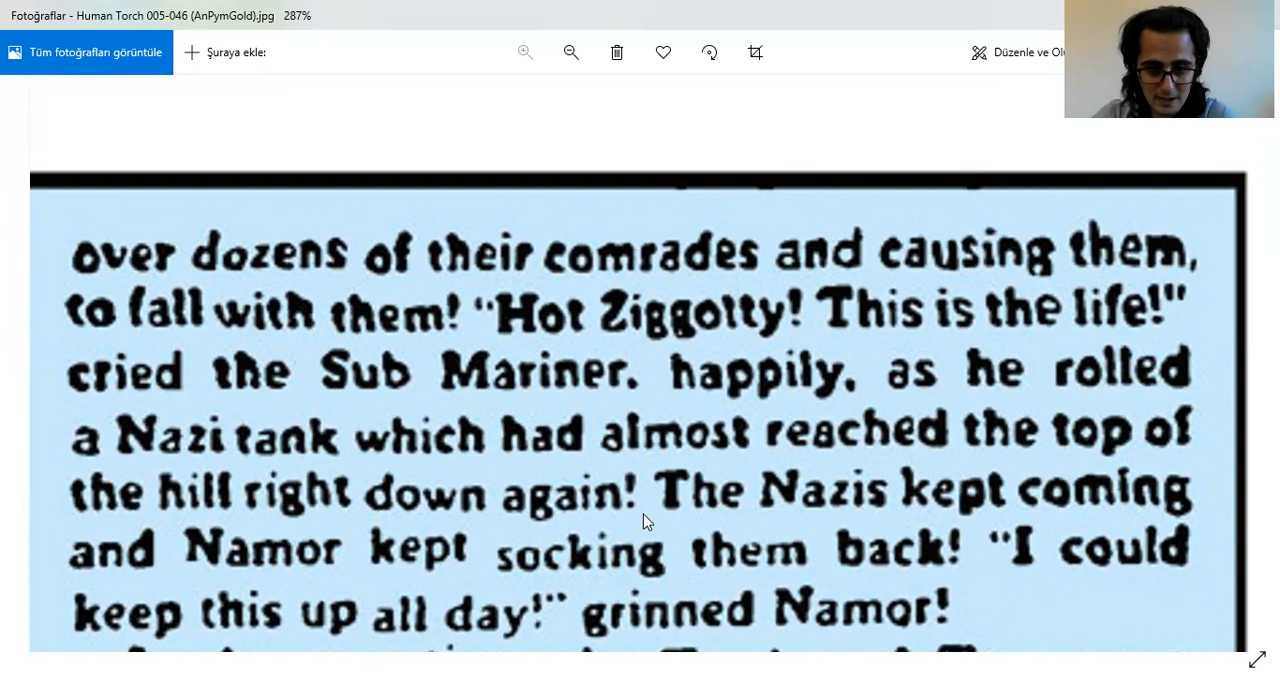 Fotoğraflar - Human Torch 005-046 (AnPymGold).jpg 287%
Tüm fotoğrafları görüntüle
Şuraya ekle:
Düzenle ve
over dozens of their comrades and causing them,
to fall with them! "Hot Ziggotty! This is the life!"
cried the Sub Mariner, happily, as he rolled
a Nazi tank which had almost reached the top of
the hill right down again! The Nazis kept coming
and Namor kept socking them back! "I could
keep this up all day!" grinned Namor!